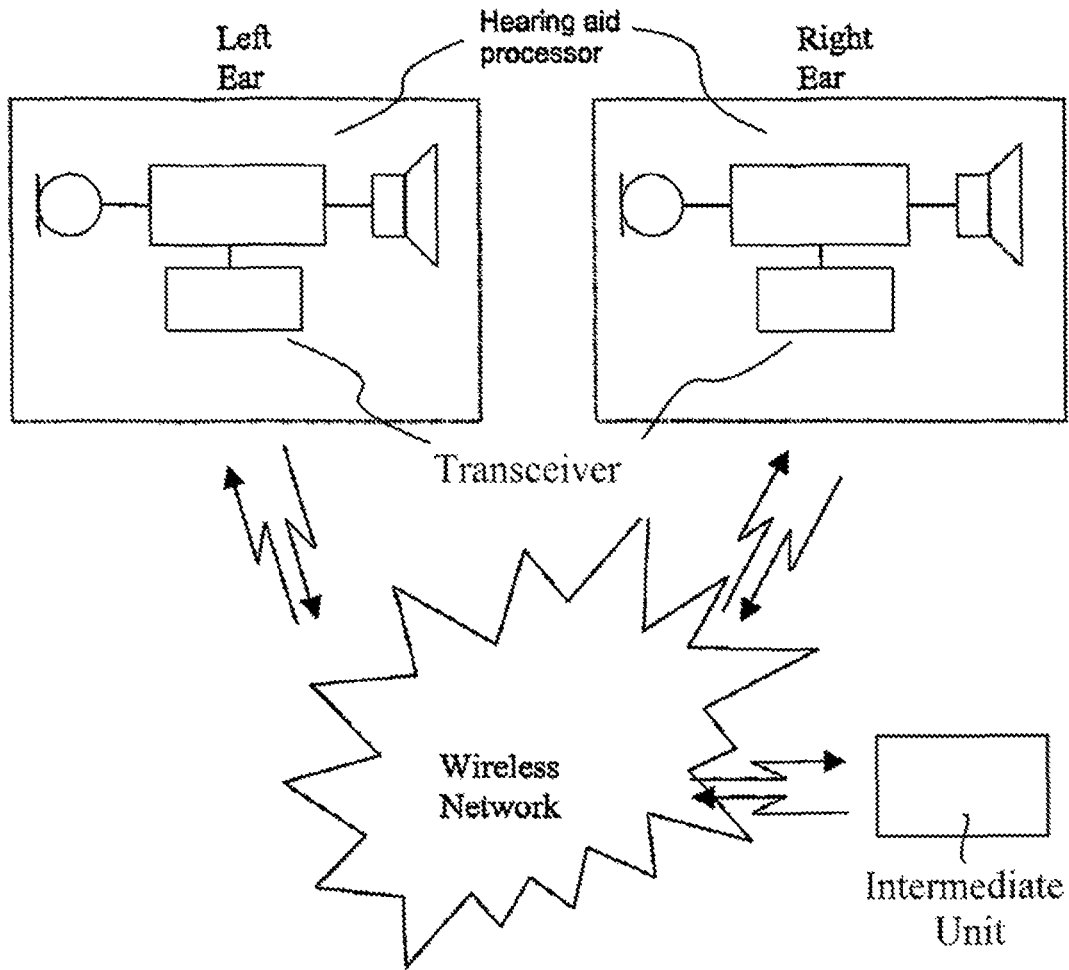 Left
Ear
Hearing aid
processor
Right
Ear
Transceiver
Wireless
Network
Intermediate
Unit